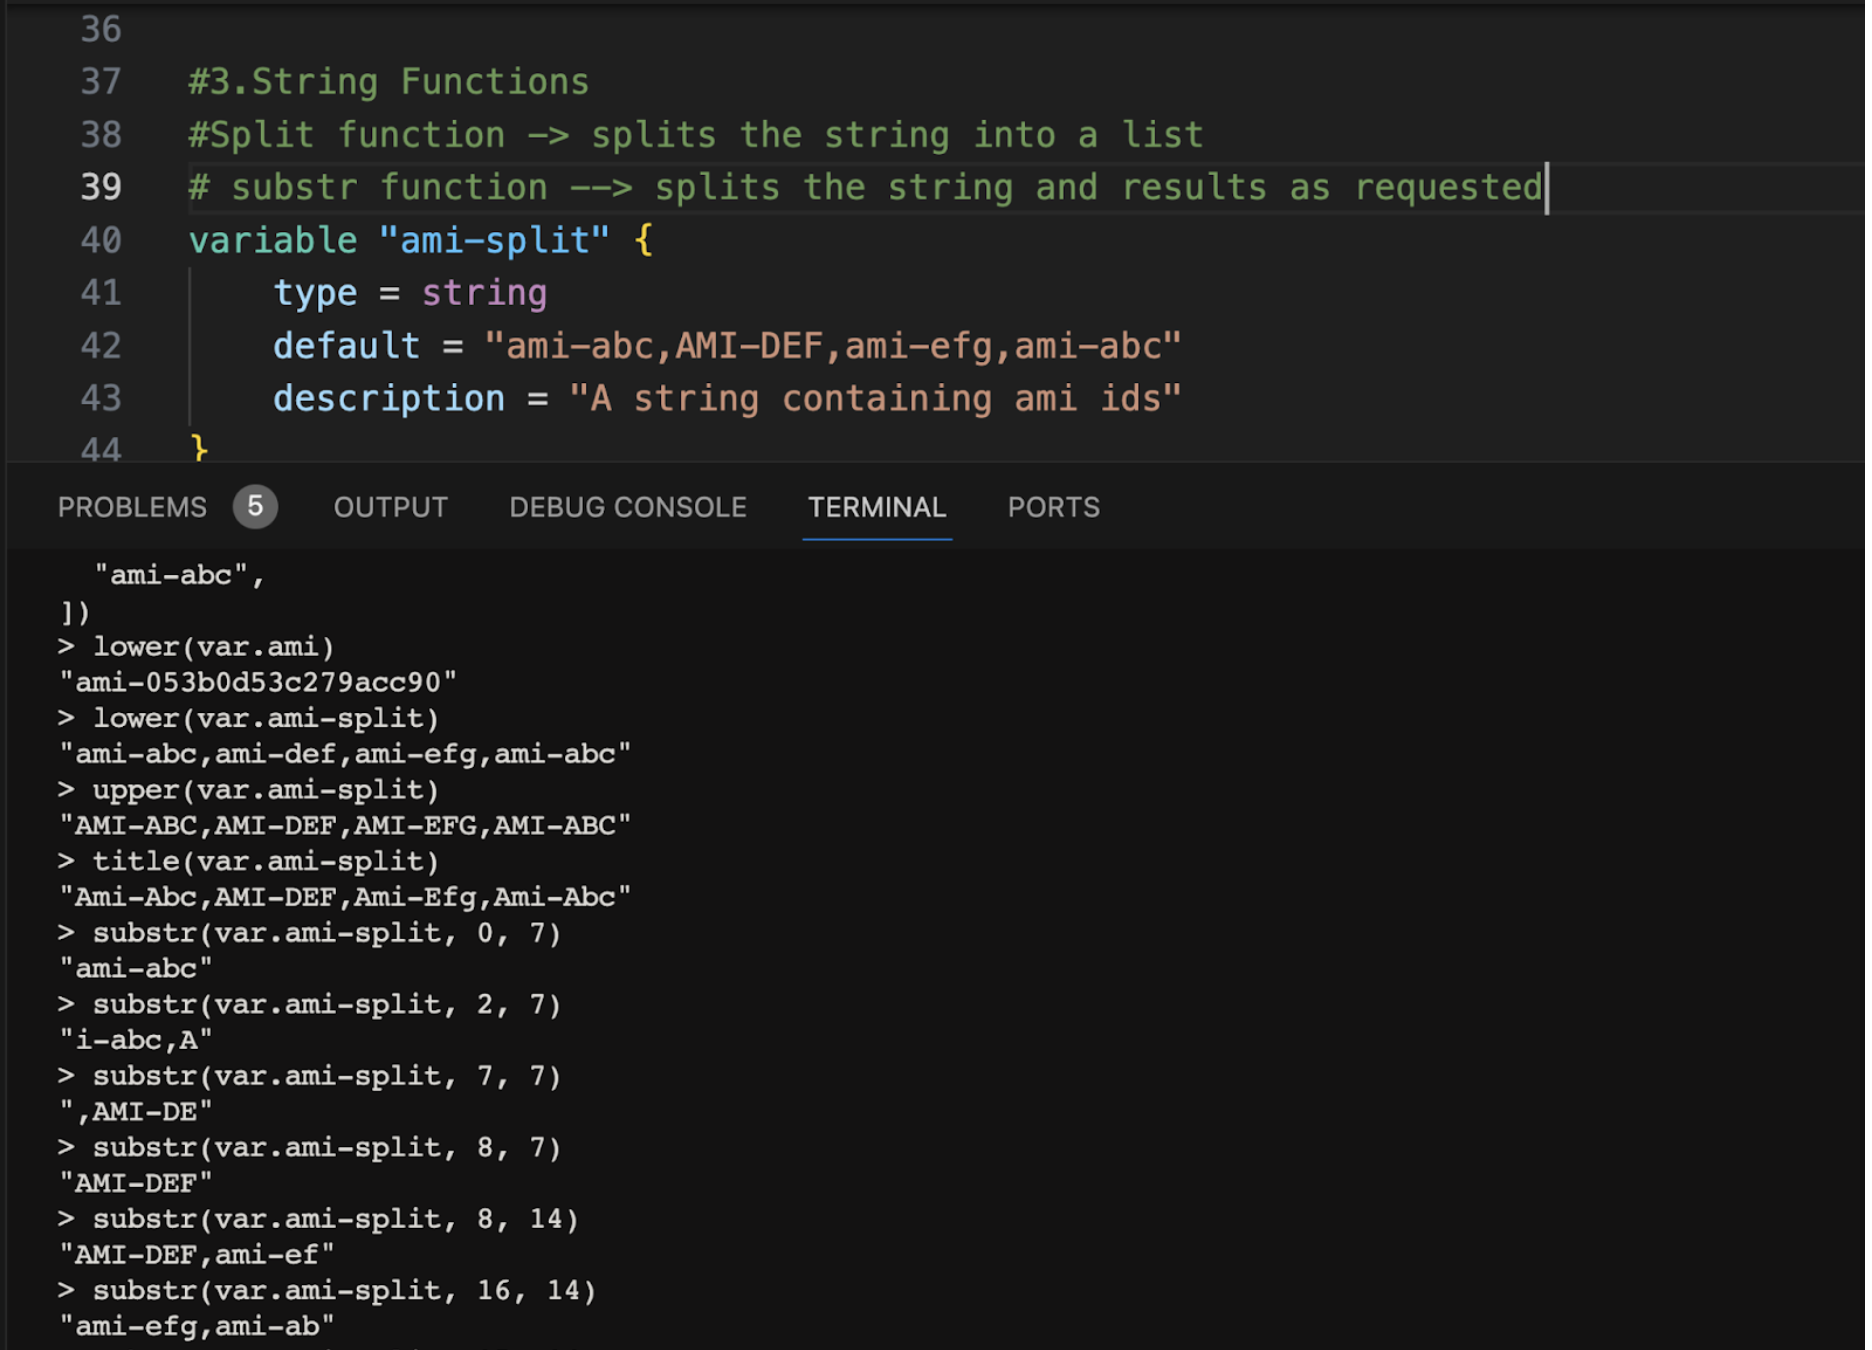 36
37 #3.String Functions
38 #Split function -> splits the string into a list
39 # substr function --> splits the string and results as requested
40 variable "ami-split" {
41 type = string
42 default = "ami-abc,AMI-DEF,ami-efg,ami-abc"
43 description = "A string containing ami ids"
44 }
PROBLEMS 5 OUTPUT DEBUG CONSOLE TERMINAL PORTS
"ami-abc",
])
> lower(var.ami)
"ami-053b0d53c279acc90"
> lower(var.ami-split)
"ami-abc,ami-def,ami-efg,ami-abc"
> upper(var.ami-split)
"AMI-ABC,AMI-DEF,AMI-EFG,AMI-ABC"
> title(var.ami-split)
"Ami-Abc,AMI-DEF,Ami-Efg,Ami-Abc"
> substr(var.ami-split, 0, 7)
"ami-abc"
> substr(var.ami-split, 2, 7)
"i-abc,A"
> substr(var.ami-split, 7, 7)
",AMI-DE"
> substr(var.ami-split, 8, 7)
"AMI-DEF"
> substr(var.ami-split, 8, 14)
"AMI-DEF,ami-ef"
> substr(var.ami-split, 16, 14)
"ami-efg,ami-ab"